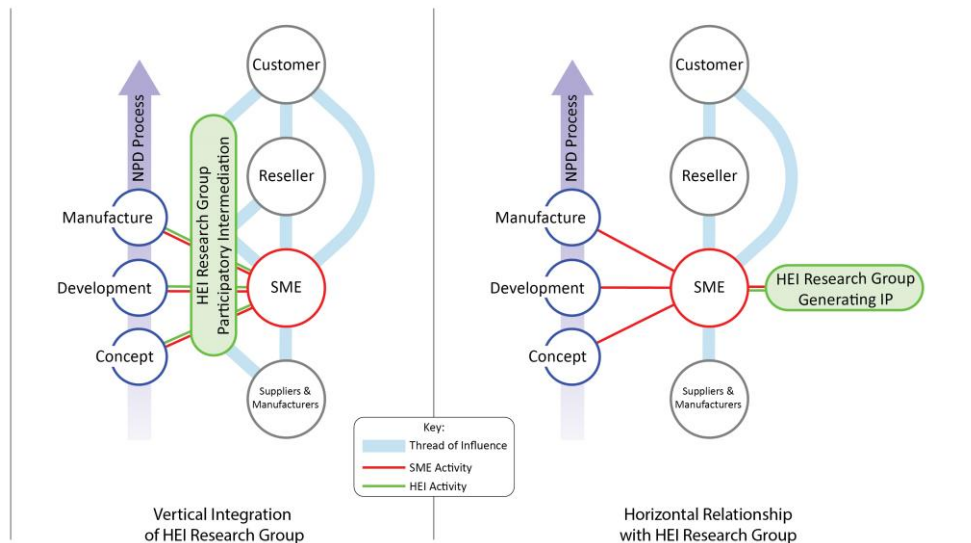 Customer
NPD Process
Reseller
HEI Research Group
Participatory Intermediation
Manufacture
Development
SME
Concept
Suppliers &
Manufacturers
Vertical Integration
of HEI Research Group
Customer
NPD Process
Reseller
Manufacture
Development
SME
HEI Research Group
Generating IP
Concept
Suppliers &
Manufacturers
Horizontal Relationship
with HEI Research Group
Key:
Thread of Influence
SME Activity
HEI Activity